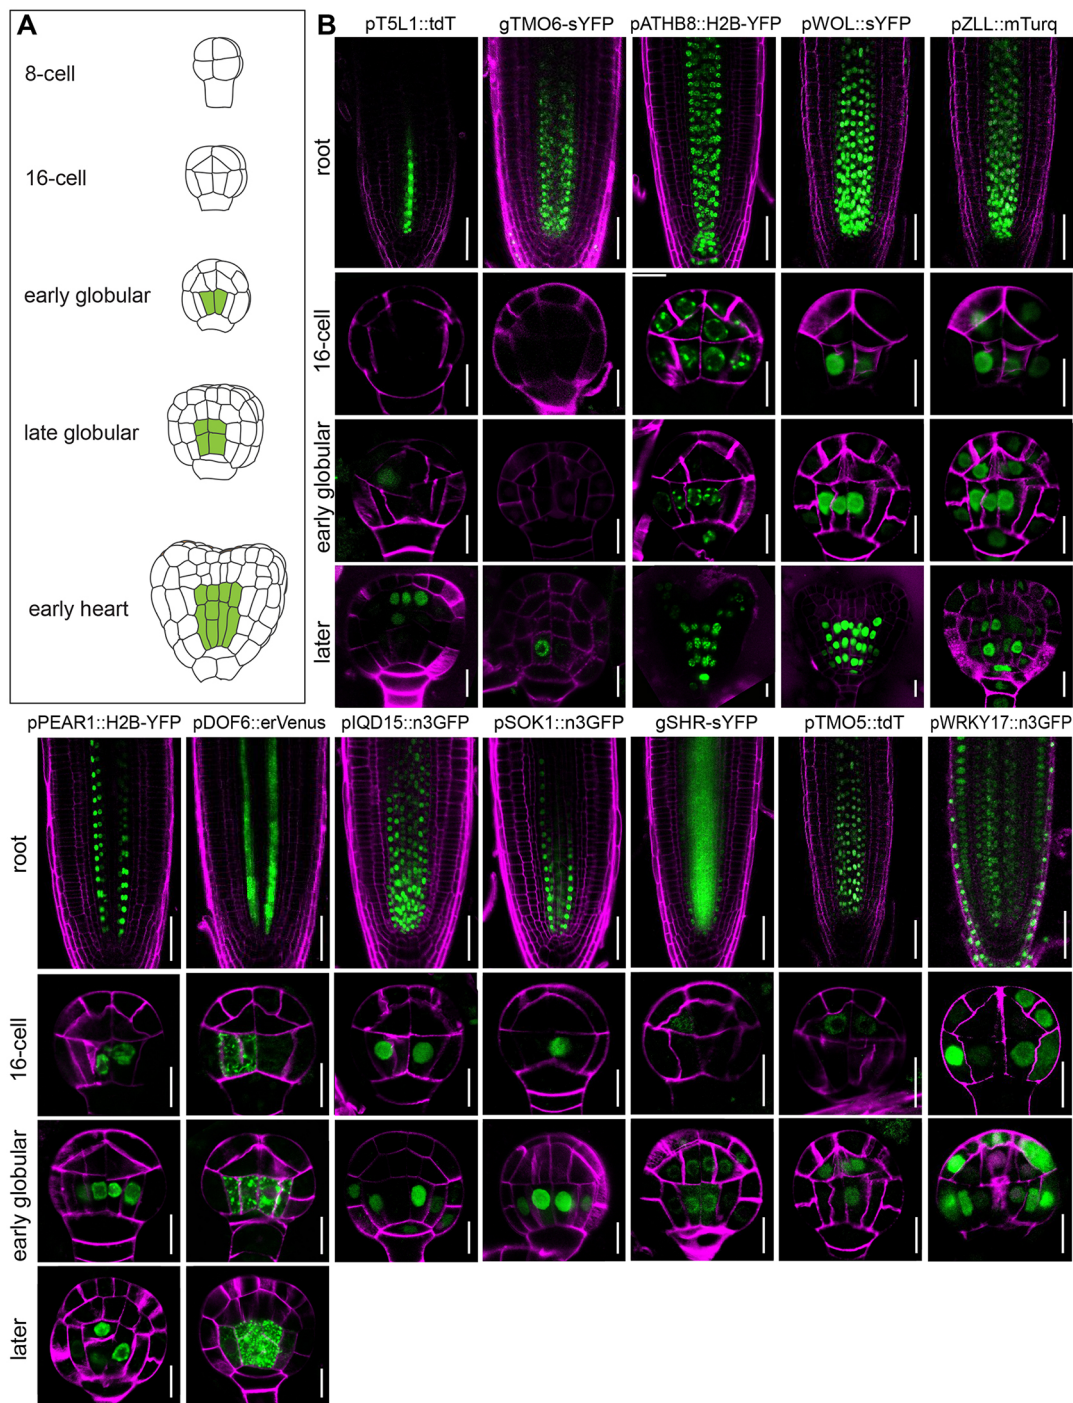 A
8-cell
16-cell
early globular
late globular
early heart
B
pT5L1::tdT
gTMO6-sYFP
pATHB8::H2B-YFP
pWOL::sYFP
pZLL::mTurq
root
16-cell
early globular
later
pPEAR1::H2B-YFP
pDOF6::erVenus
pIQD15::n3GFP
pSOK1::n3GFP
gSHR-sYFP
pTMO5::tdT
pWRKY17::n3GFP
root
16-cell
early globular
later